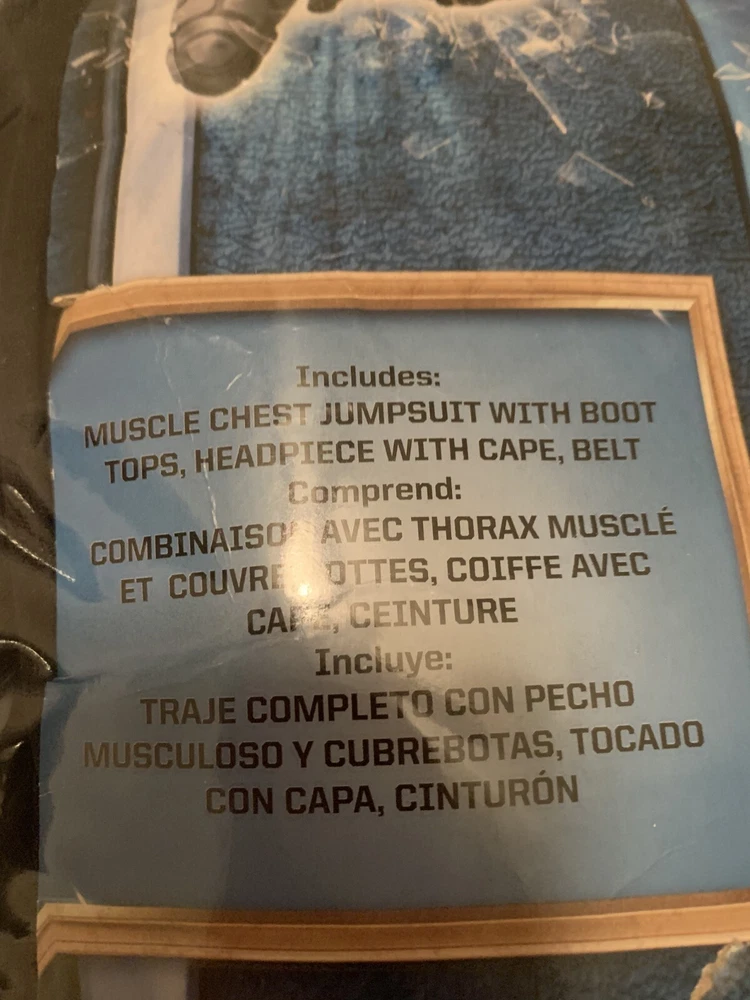 Includes:
MUSCLE CHEST JUMPSUIT WITH BOOT
TOPS, HEADPIECE WITH CAPE, BELT
Comprend:
AVEC THORAX MUSCLÉ
ET COIFFE AVEC
CEINTURE
Incluye:
TRAJE COMPLETO CON PECHO
MUSCULOSO Y CUBREBOTAS, TOCADO
CON CAPA, CINTURÓN